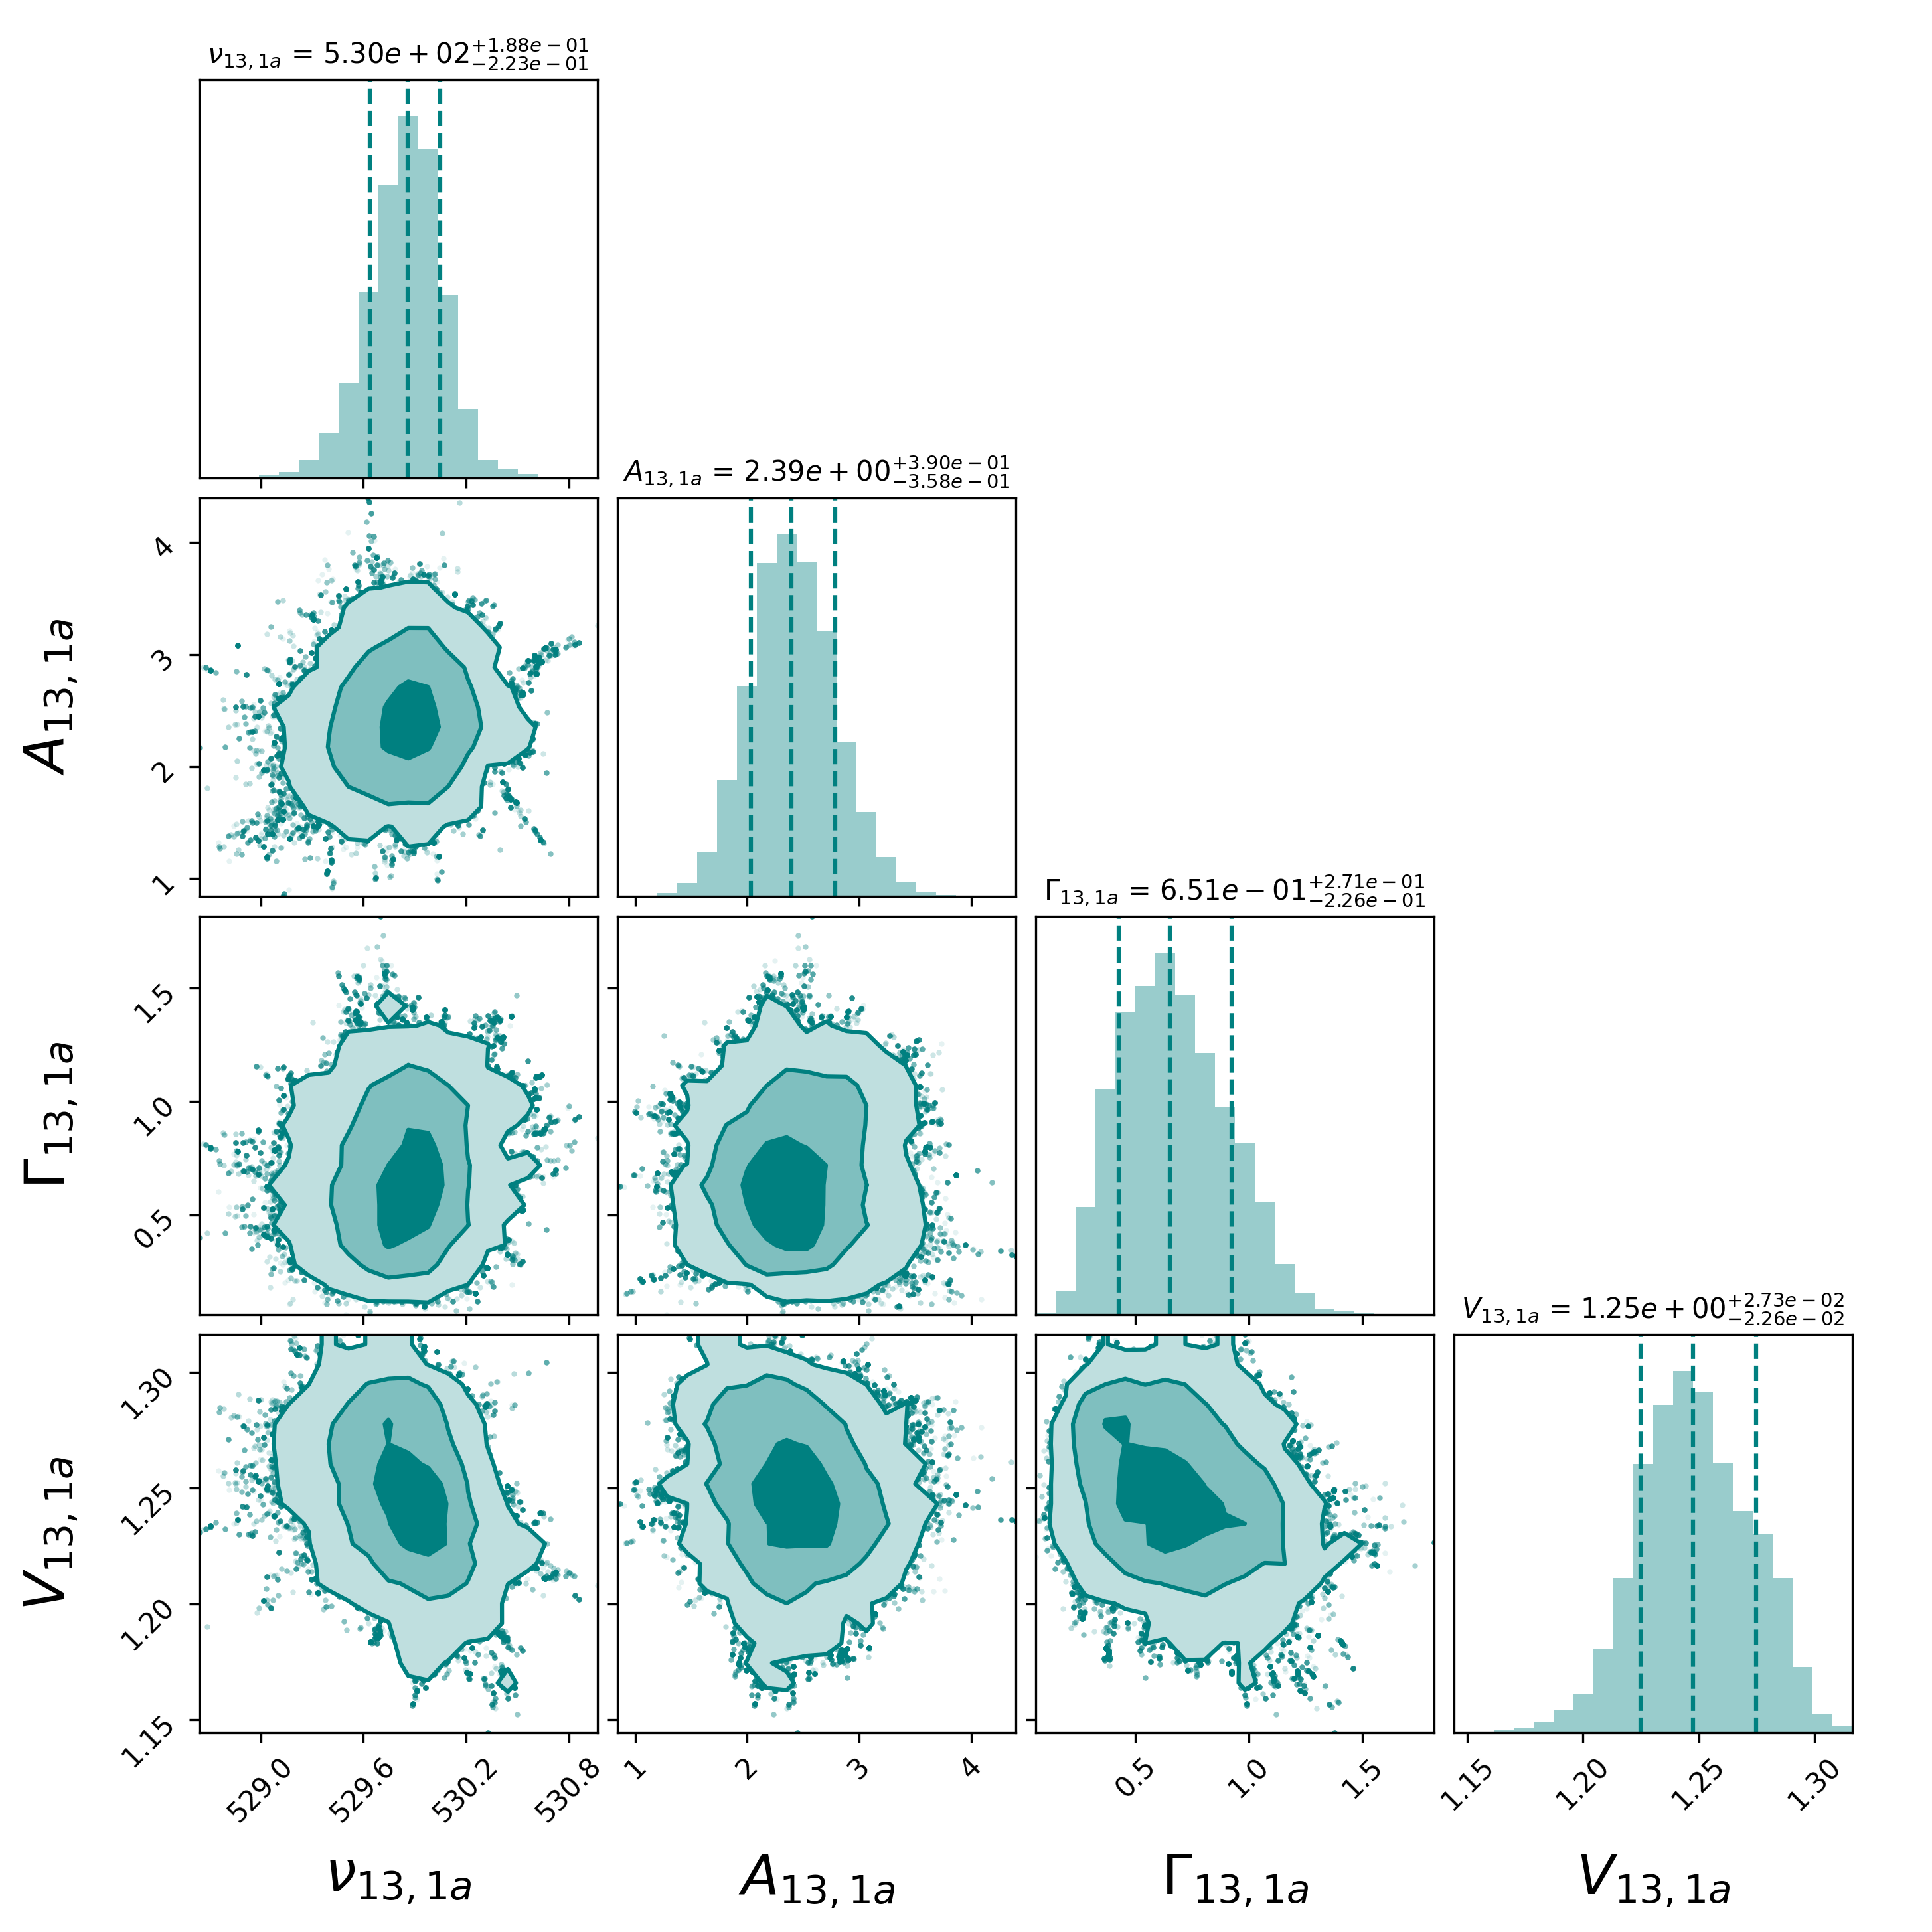 ν13, 1a = 5.30e + 02 +1.88e − 01 −2.23e − 01
A13, 1a = 2.39e + 00 +3.90e − 01 −3.58e − 01
4
3
2
1
A13, 1a
Γ13, 1a = 6.51e − 01 +2.71e − 01 −2.26e − 01
1.5
1.0
0.5
Γ13, 1a
V13, 1a = 1.25e + 00 +2.73e − 02 −2.26e − 02
1.30
1.25
1.20
1.15
V13, 1a
529.0 529.6 530.2 530.8 1 2 3 4 0.5 1.0 1.5 1.15 1.20 1.25 1.30
ν13, 1a A13, 1a Γ13, 1a V13, 1a